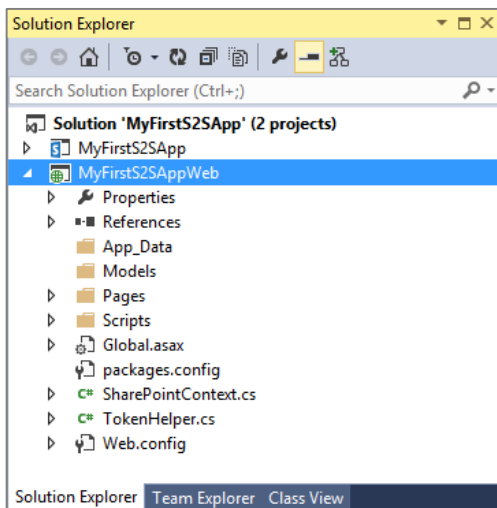 Solution Explorer
Search Solution Explorer (Ctrl+;)
Solution 'MyFirstS2SApp' (2 projects)
MyFirstS2SApp
MyFirstS2SAppWeb
Properties
References
App_Data
Models
Pages
Scripts
Global.asax
packages.config
C# SharePointContext.cs
C# TokenHelper.cs
Web.config
Solution Explorer Team Explorer Class View